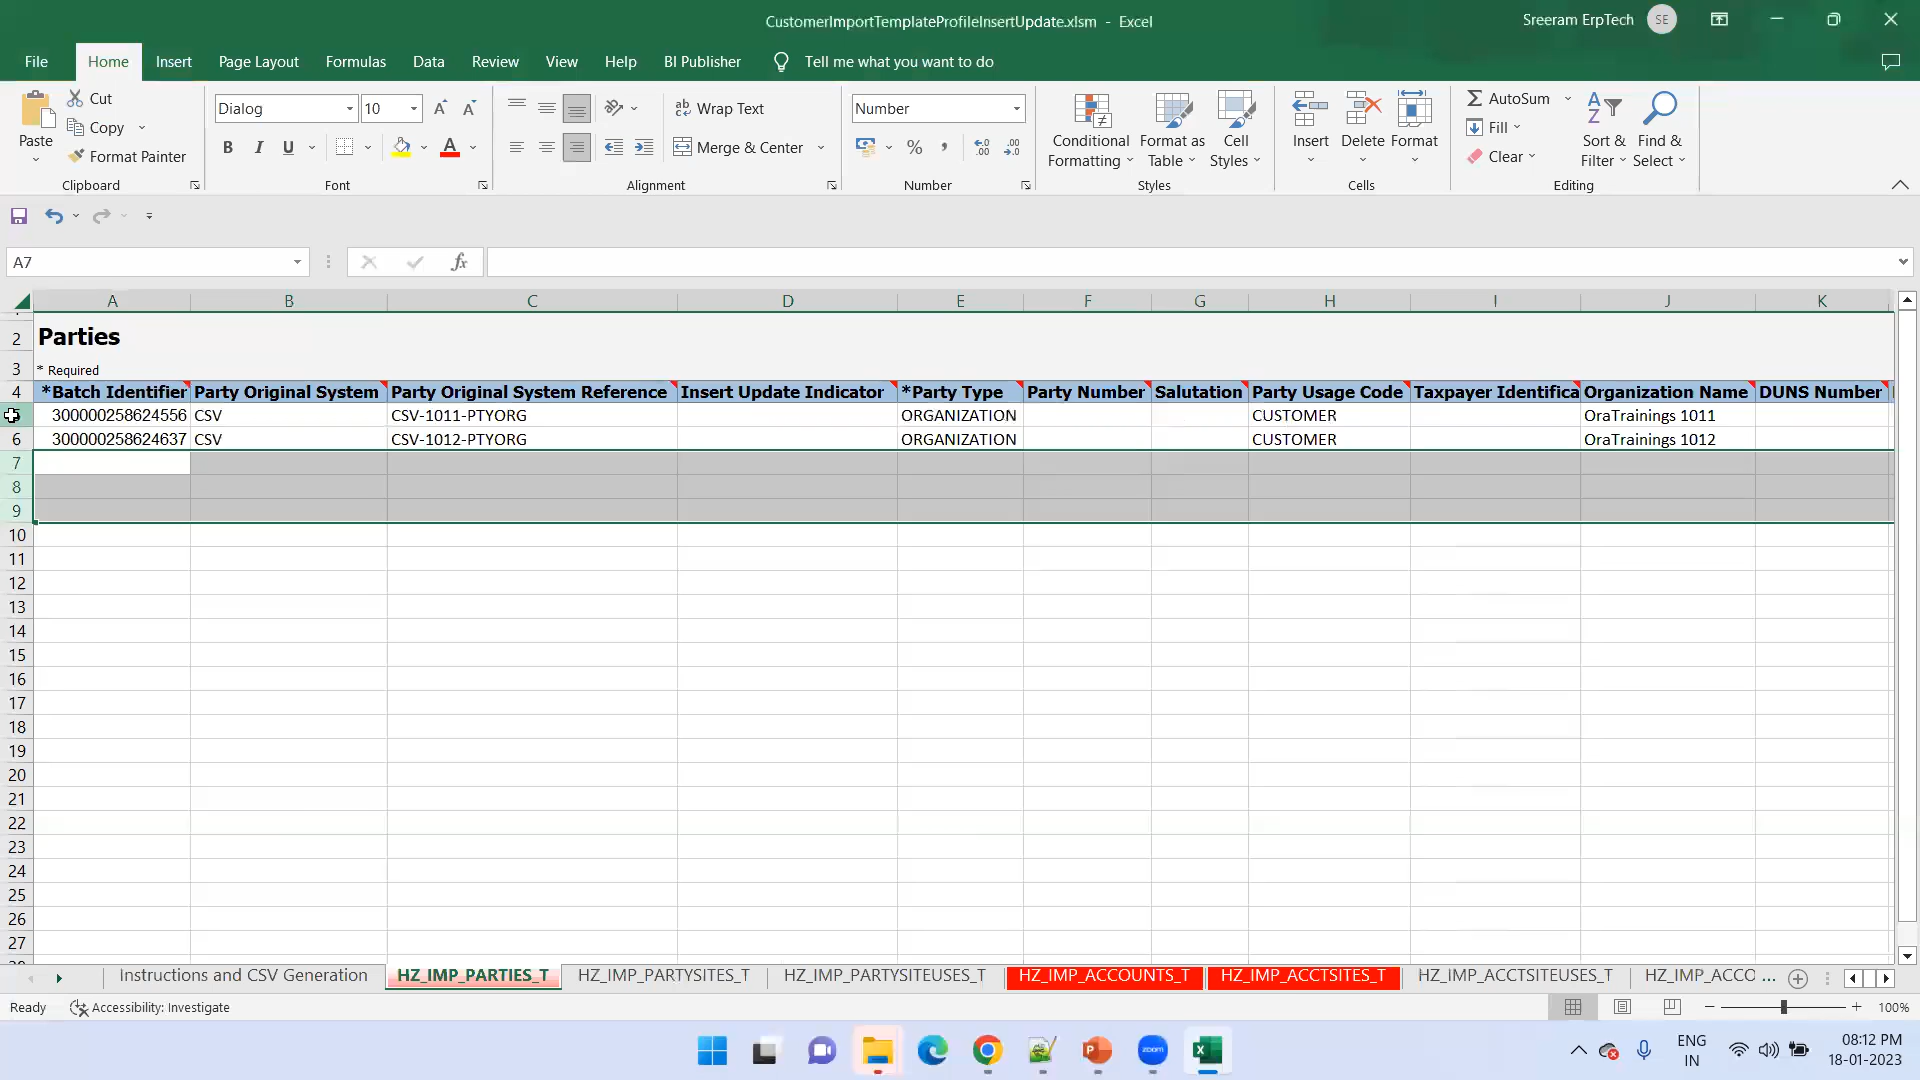 CustomerImportTemplateProfileInsertUpdate.xlsm - Excel
Sreeram ErpTech SE
File Home Insert Page Layout Formulas Data Review View Help BI Publisher Tell me what you want to do
Cut
Copy
Format Painter
Paste
Clipboard
Dialog 10
B I U
Font
Wrap Text
Merge & Center
Alignment
Number
Number
Conditional Formatting
Format as Table
Cell Styles
Styles
Insert Delete Format
Cells
AutoSum
Fill
Clear
Sort & Filter
Find & Select
Editing
A7
A B C D E F G H I J K
2 Parties
3 * Required
4 *Batch Identifier Party Original System Party Original System Reference Insert Update Indicator *Party Type Party Number Salutation Party Usage Code Taxpayer Identifica Organization Name DUNS Number
5 300000258624556 CSV CSV-1011-PTYORG ORGANIZATION CUSTOMER OraTrainings 1011
6 300000258624637 CSV CSV-1012-PTYORG ORGANIZATION CUSTOMER OraTrainings 1012
7
8
9
10
11
12
13
14
15
16
17
18
19
20
21
22
23
24
25
26
27
Instructions and CSV Generation HZ_IMP_PARTIES_T HZ_IMP_PARTYSITES_T HZ_IMP_PARTYSITEUSES_T HZ_IMP_ACCOUNTS_T HZ_IMP_ACCTSITES_T HZ_IMP_ACCTSITEUSES_T HZ_IMP_ACCO ...
Ready Accessibility: Investigate 100%
zoom
ENG
IN
08:12 PM
18-01-2023